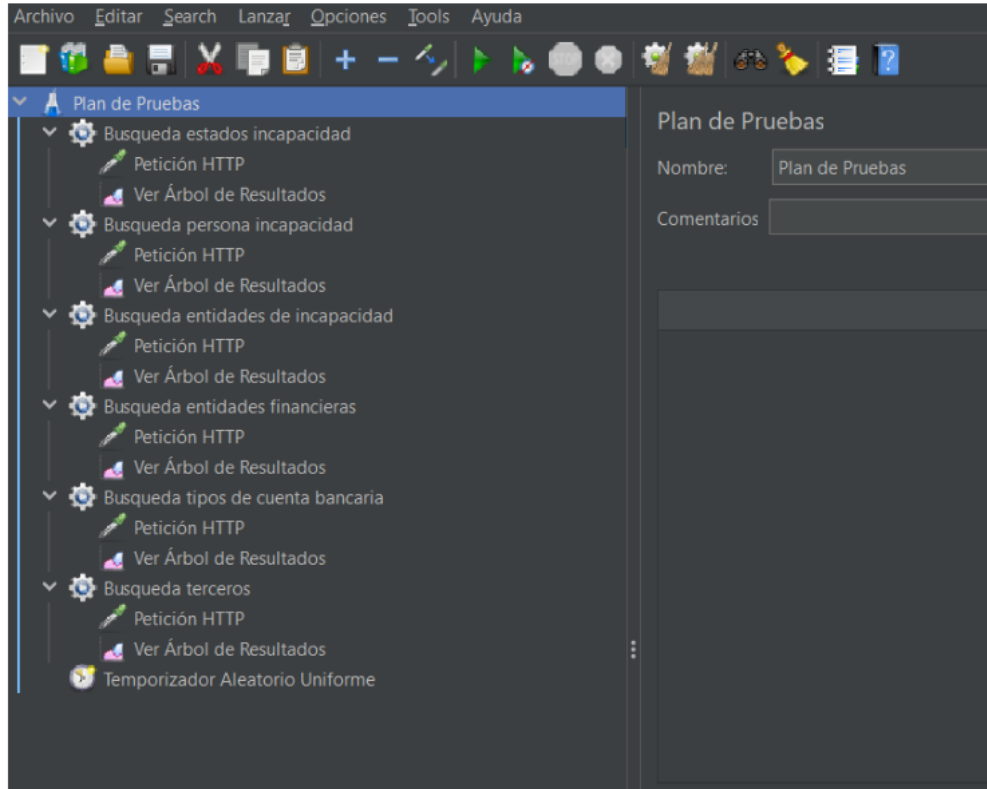 Archivo Editar Search Lanzar Opciones Tools Ayuda
STOP
Plan de Pruebas
Busqueda estados incapacidad
Petición HTTP
Ver Árbol de Resultados
Busqueda persona incapacidad
Petición HTTP
Ver Árbol de Resultados
Busqueda entidades de incapacidad
Petición HTTP
Ver Árbol de Resultados
Busqueda entidades financieras
Petición HTTP
Ver Árbol de Resultados
Busqueda tipos de cuenta bancaria
Petición HTTP
Ver Árbol de Resultados
Busqueda terceros
Petición HTTP
Ver Árbol de Resultados
Temporizador Aleatorio Uniforme
Plan de Pruebas
Nombre: Plan de Pruebas
Comentarios